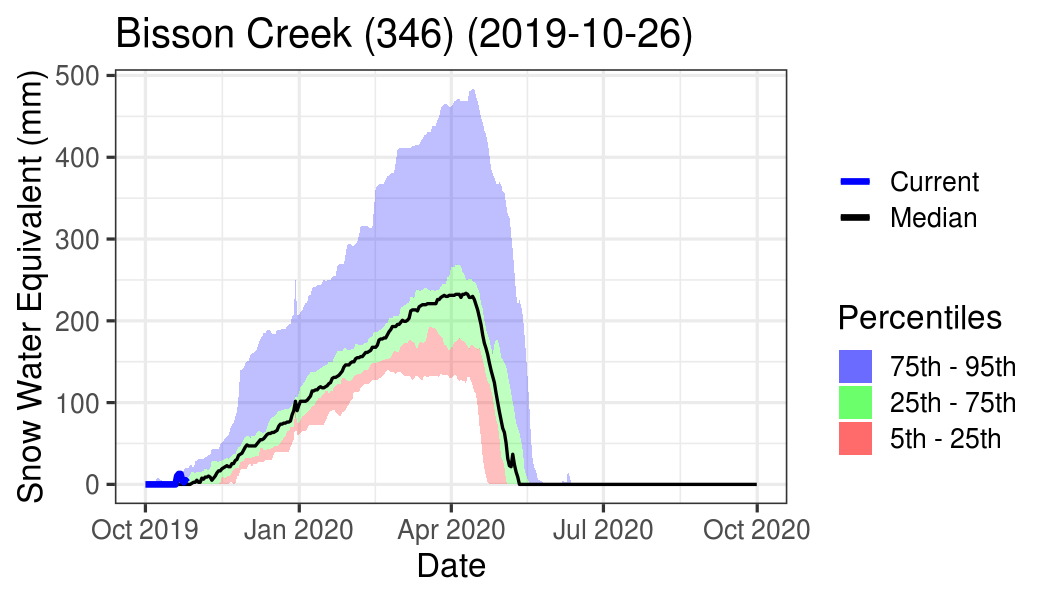 Bisson Creek (346) (2019-10-26)
Snow Water Equivalent (mm)
500
400
300
200
100
0
Oct 2019
Jan 2020
Apr 2020
Jul 2020
Oct 2020
Date
Current
Median
Percentiles
75th - 95th
25th - 75th
5th - 25th